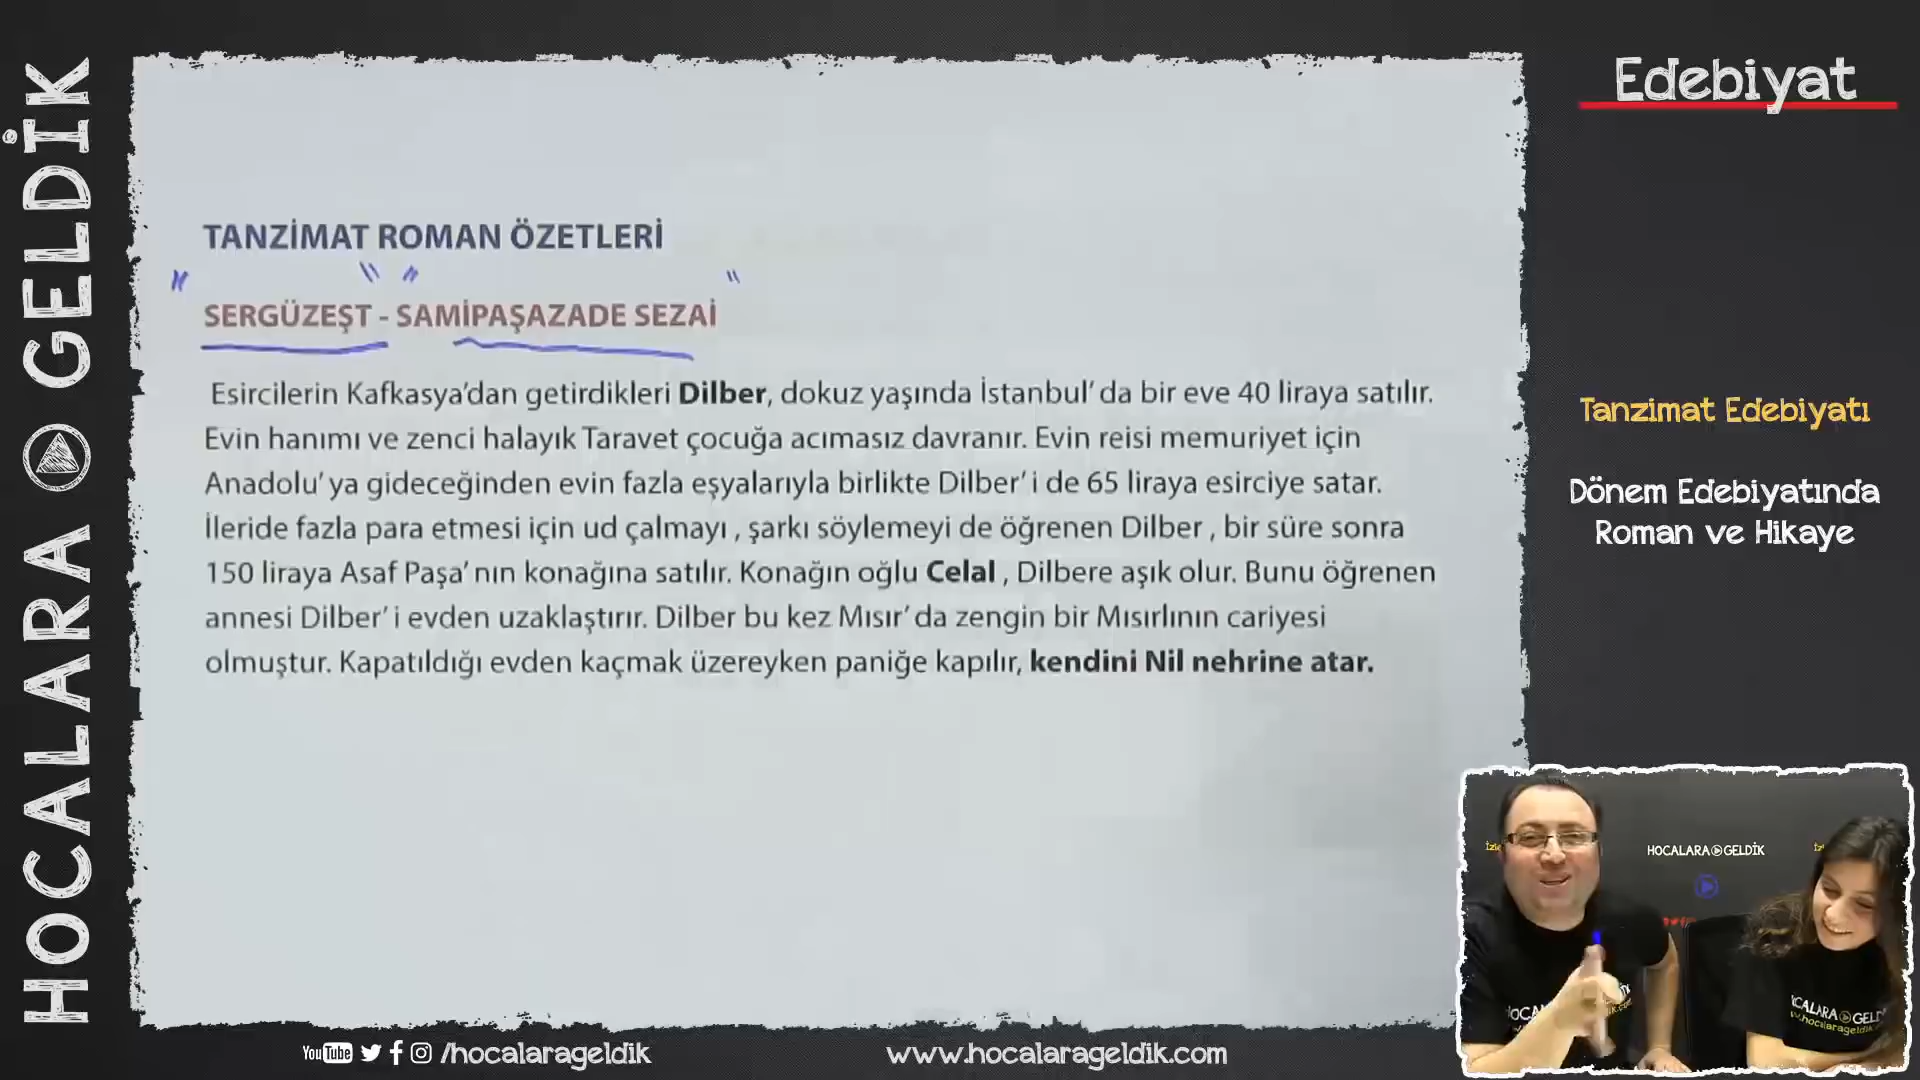 HOCALARA GELDİK
Edebiyat
TANZİMAT ROMAN ÖZETLERİ
SERGÜZEŞT - SAMİPAŞAZADE SEZAİ
Esircilerin Kafkasya'dan getirdikleri Dilber, dokuz yaşında İstanbul' da bir eve 40 liraya satılır.
Evin hanımı ve zenci halayık Taravet çocuğa acımasız davranır. Evin reisi memuriyet için
Anadolu' ya gideceğinden evin fazla eşyalarıyla birlikte Dilber' i de 65 liraya esirciye satar.
İleride fazla para etmesi için ud çalmayı , şarkı söylemeyi de öğrenen Dilber , bir süre sonra
150 liraya Asaf Paşa' nın konağına satılır. Konağın oğlu Celal , Dilbere aşık olur. Bunu öğrenen
annesi Dilber' i evden uzaklaştırır. Dilber bu kez Mısır' da zengin bir Mısırlının cariyesi
olmuştur. Kapatıldığı evden kaçmak üzereyken paniğe kapılır, kendini Nil nehrine atar.
Tanzimat Edebiyatı
Dönem Edebiyatında
Roman ve Hikaye
HOCALARA GELDİK
YouTube /hocalarageldik
www.hocalarageldik.com